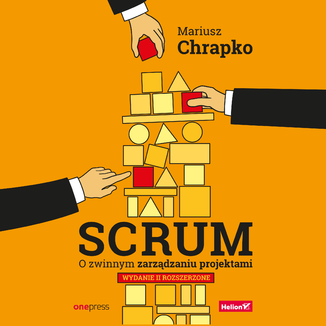 Mariusz
Chrapko
SCRUM
O zwinnym zarządzaniu projektami
WYDANIE II ROZSZERZONE
onepress
Helion